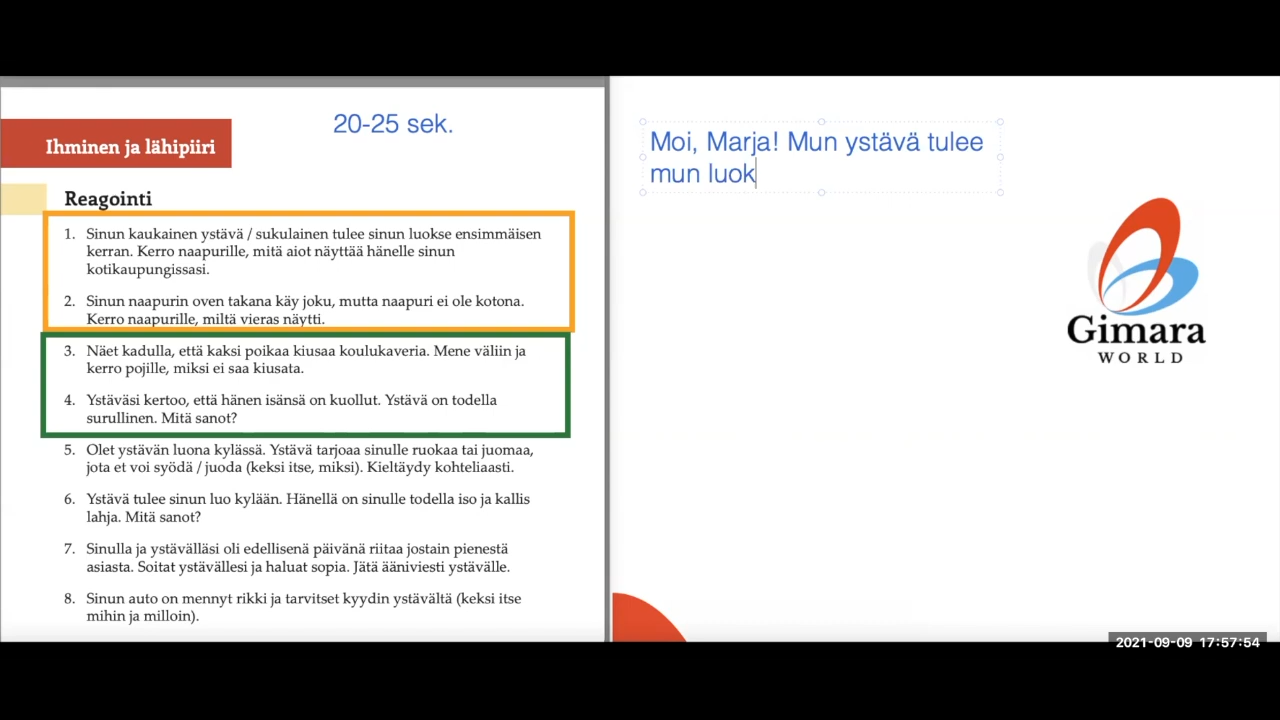 20-25 sek.
Ihminen ja lähipiiri
Reagointi
1. Sinun kaukainen ystävä / sukulainen tulee sinun luokse ensimmäisen
kerran. Kerro naapurille, mitä aiot näyttää hänelle sinun
kotikaupungissasi.
2. Sinun naapurin oven takana käy joku, mutta naapuri ei ole kotona.
Kerro naapurille, miltä vieras näytti.
3. Näet kadulla, että kaksi poikaa kiusaa koulukaveria. Mene väliin ja
kerro pojille, miksi ei saa kiusata.
4. Ystäväsi kertoo, että hänen isänsä on kuollut. Ystävä on todella
surullinen. Mitä sanot?
5. Olet ystävän luona kylässä. Ystävä tarjoaa sinulle ruokaa tai juomaa,
jota et voi syödä / juoda (keksi itse, miksi). Kieltäydy kohteliaasti.
6. Ystävä tulee sinun luo kylään. Hänellä on sinulle todella iso ja kallis
lahja. Mitä sanot?
7. Sinulla ja ystävälläsi oli edellisenä päivänä riitaa jostain pienestä
asiasta. Soitat ystävällesi ja haluat sopia. Jätä ääniviesti ystävälle.
8. Sinun auto on mennyt rikki ja tarvitset kyydin ystävältä (keksi itse
mihin ja milloin).
Moi, Marja! Mun ystävä tulee
mun luok
Gimara
WORLD
2021-09-09 17:57:54